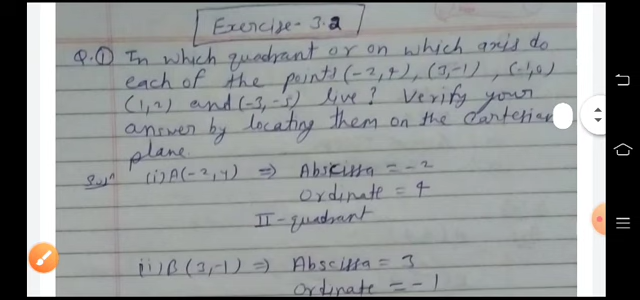 Exercise - 3.2
Q.① In which quadrant or on which axis do
each of the points (-2,4), (3,-1), (-1,0)
(1,2) and (-3,-5) live? Verify your
answer by locating them on the Cartesian
plane.
Solⁿ (i) A(-2,4) ⇒ Abscissa = -2
Ordinate = 4
II - quadrant
(ii) B(3,-1) ⇒ Abscissa = 3
Ordinate = -1